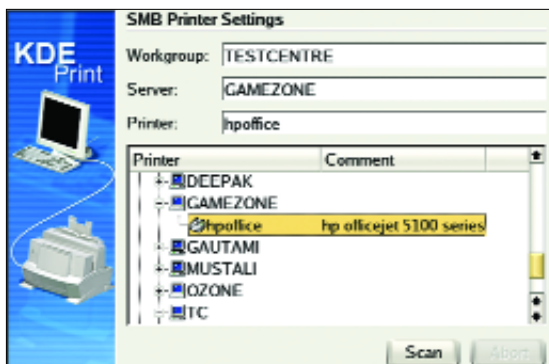 SMB Printer Settings
KDE
Print
Workgroup: TESTCENTRE
Server: GAMEZONE
Printer: hpoffice
Printer Comment
DEEPAK
GAMEZONE
hpoffice hp officejet 5100 series
GAUTAMI
MUSTALI
OZONE
TC
Scan Abort